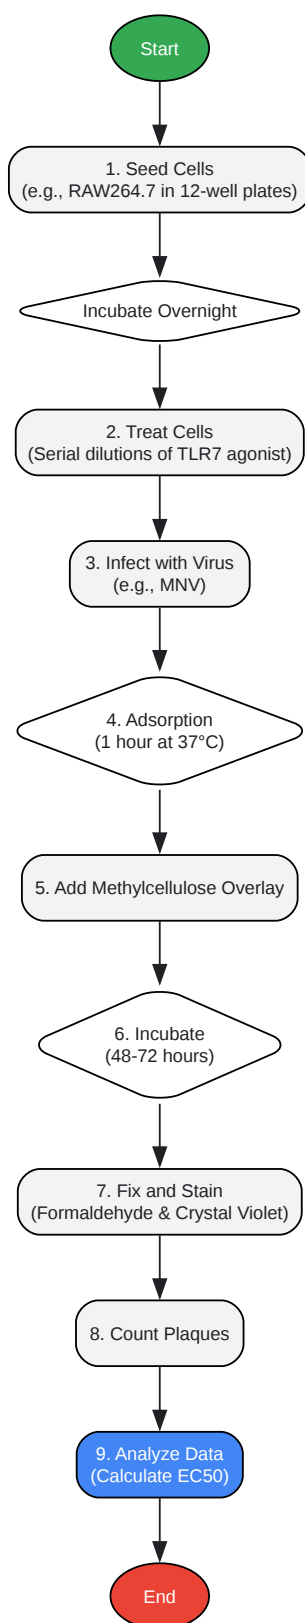 Start
1. Seed Cells
(e.g., RAW264.7 in 12-well plates)
Incubate Overnight
2. Treat Cells
(Serial dilutions of TLR7 agonist)
3. Infect with Virus
(e.g., MNV)
4. Adsorption
(1 hour at 37°C)
5. Add Methylcellulose Overlay
6. Incubate
(48-72 hours)
7. Fix and Stain
(Formaldehyde & Crystal Violet)
8. Count Plaques
9. Analyze Data
(Calculate EC50)
End